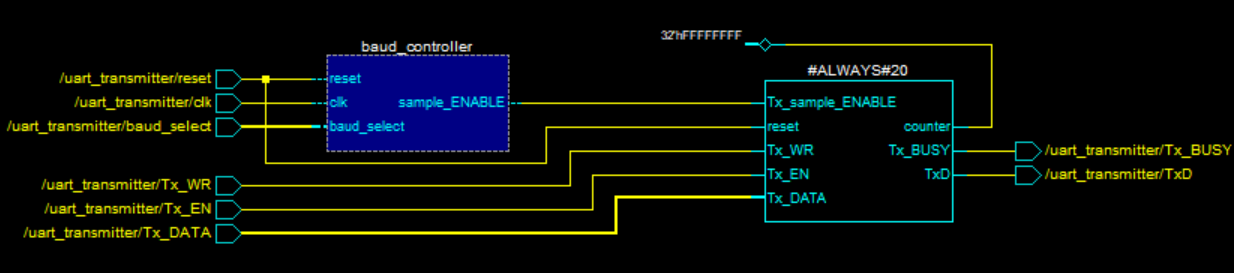 32'hFFFFFFFF
baud_controller
#ALWAYS#20
/uart_transmitter/reset
reset
/uart_transmitter/clk
clk
sample_ENABLE
Tx_sample_ENABLE
/uart_transmitter/baud_select
baud_select
reset
counter
Tx_WR
Tx_BUSY
/uart_transmitter/Tx_BUSY
/uart_transmitter/Tx_WR
Tx_EN
TxD
/uart_transmitter/TxD
/uart_transmitter/Tx_EN
Tx_DATA
/uart_transmitter/Tx_DATA